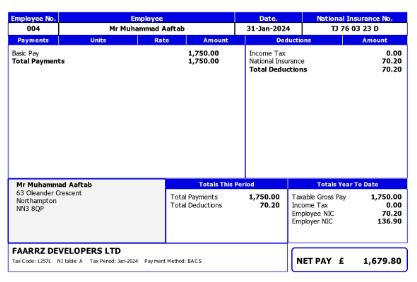 Employee No. Employee Date. National Insurance No.
004 Mr Muhammad Aaftab 31-Jan-2024 TJ 76 03 23 D
Payments Units Rate Amount Deductions Amount
Basic Pay 1,750.00 Income Tax 0.00
Total Payments 1,750.00 National Insurance 70.20
Total Deductions 70.20
Mr Muhammad Aaftab
63 Oleander Crescent
Northampton
NN3 8QP
Totals This Period
Total Payments 1,750.00
Total Deductions 70.20
Totals Year To Date
Taxable Gross Pay 1,750.00
Income Tax 0.00
Employee NIC 70.20
Employer NIC 136.90
FAARRZ DEVELOPERS LTD
Tax Code: 1257L NI table: A Tax Period: Jan-2024 Payment Method: BACS
NET PAY £ 1,679.80